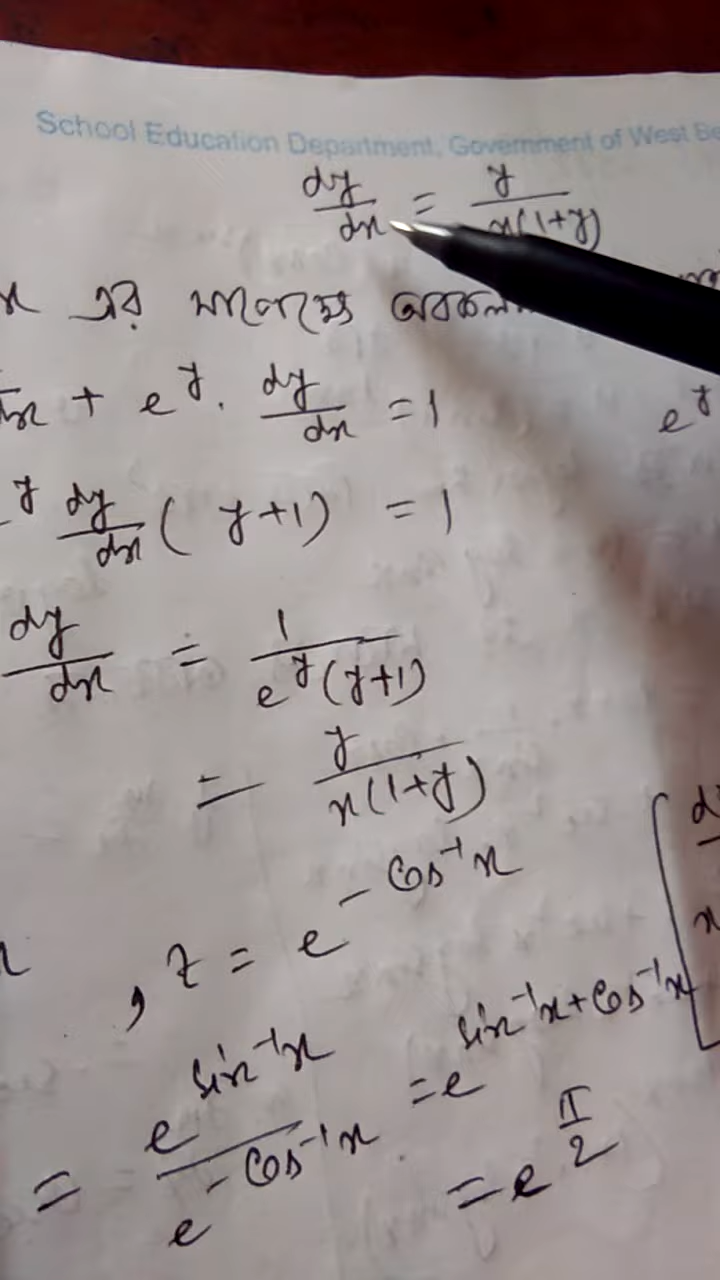 School Education Department, Government of West Be
dy/dx = y/x(1+y)
x এর সাপেক্ষে
dx + e^y . dy/dx = 1 e^y
y dy/dx ( y+1) = 1
dy/dx = 1/e^y(y+1)
= y/x(1+y)
, z = e^-cos^-1x
= e^sin^-1x/e^-cos^-1x = e^sin^-1x+cos^-1x
= e^π/2